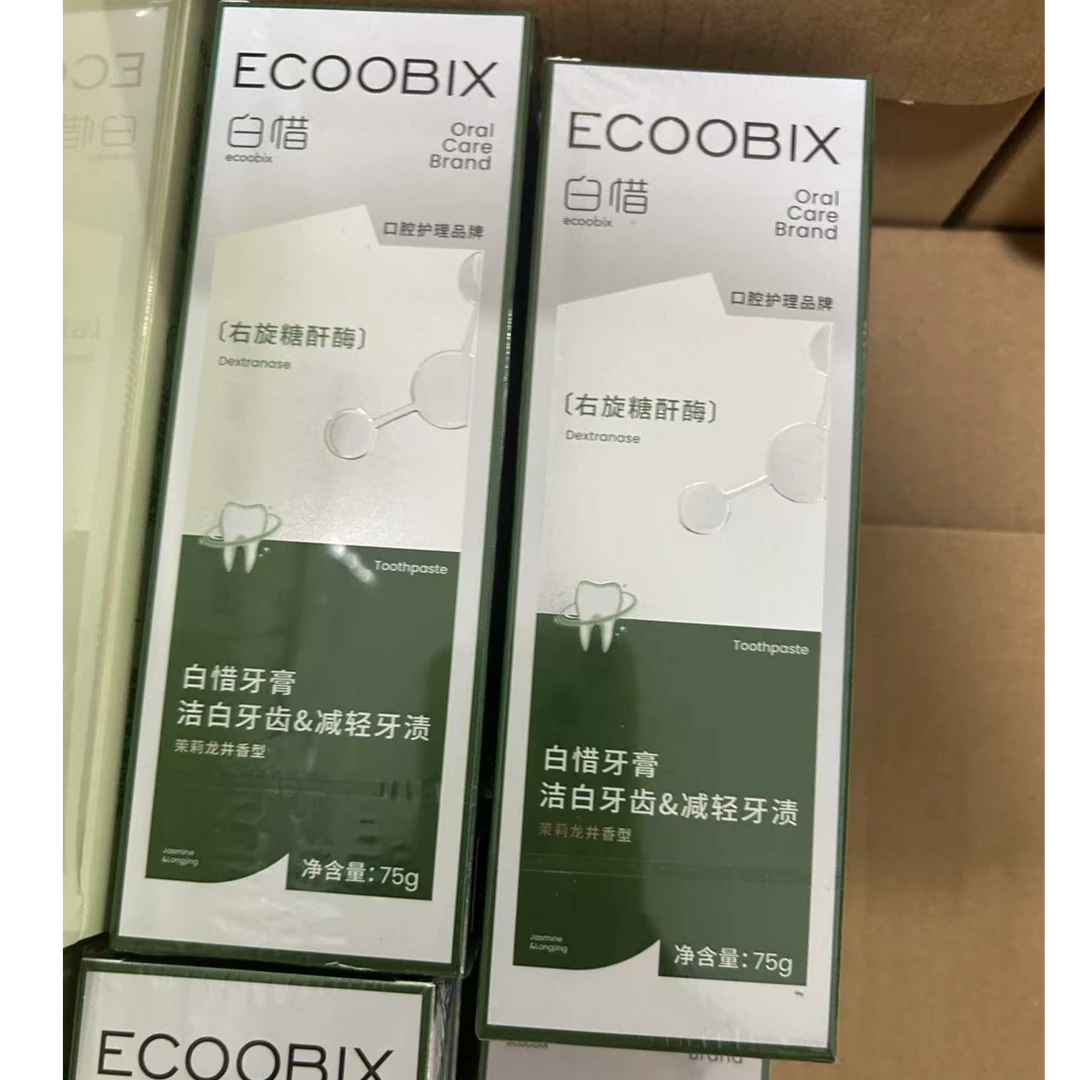 ECOOBIX
白惜
ecoobix
Oral
Care
Brand
口腔护理品牌
〔右旋糖酐酶〕
Dextranase
Toothpaste
白惜牙膏
洁白牙齿&减轻牙渍
茉莉龙井香型
Jasmine
&Longjing
净含量：75g
ECOOBIX
白惜
ecoobix
Oral
Care
Brand
口腔护理品牌
〔右旋糖酐酶〕
Dextranase
Toothpaste
白惜牙膏
洁白牙齿&减轻牙渍
茉莉龙井香型
Jasmine
&Longjing
净含量：75g
ECOOBIX
ecoobix
Brand